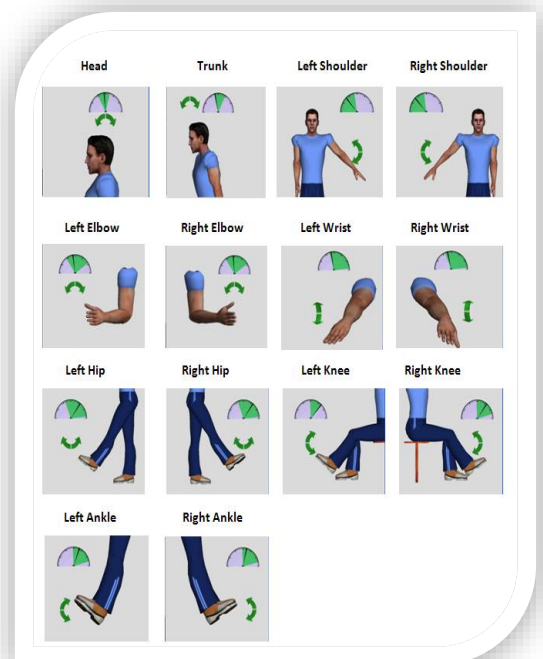 Head Trunk Left Shoulder Right Shoulder
Left Elbow Right Elbow Left Wrist Right Wrist
Left Hip Right Hip Left Knee Right Knee
Left Ankle Right Ankle